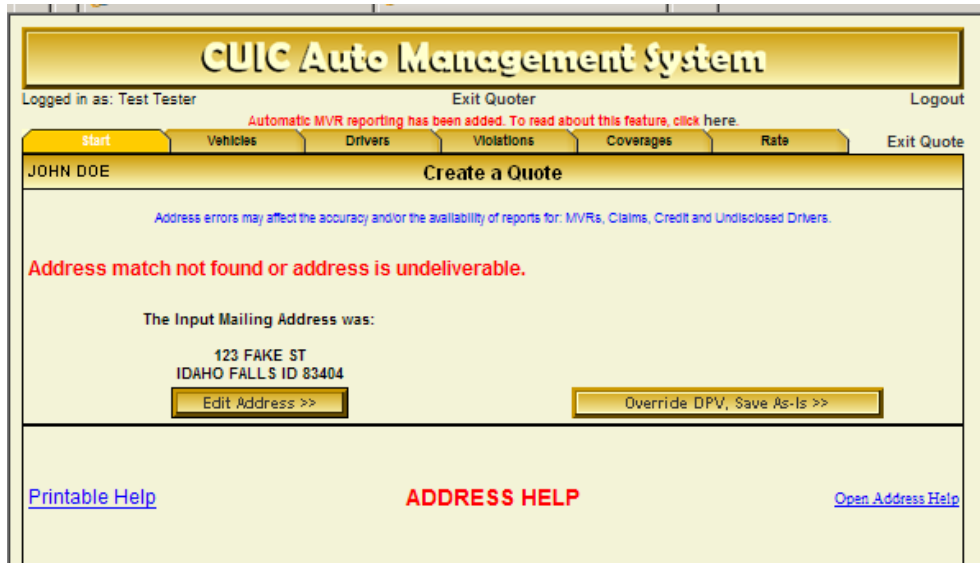 CUIC Auto Management System
Logged in as: Test Tester Exit Quoter Logout
Automatic MVR reporting has been added. To read about this feature, click here.
Start Vehicles Drivers Violations Coverages Rate Exit Quote
JOHN DOE Create a Quote
Address errors may affect the accuracy and/or the availability of reports for: MVRs, Claims, Credit and Undisclosed Drivers.
Address match not found or address is undeliverable.
The Input Mailing Address was:
123 FAKE ST
IDAHO FALLS ID 83404
Edit Address >> Override DPV, Save As-Is >>
Printable Help ADDRESS HELP Open Address Help